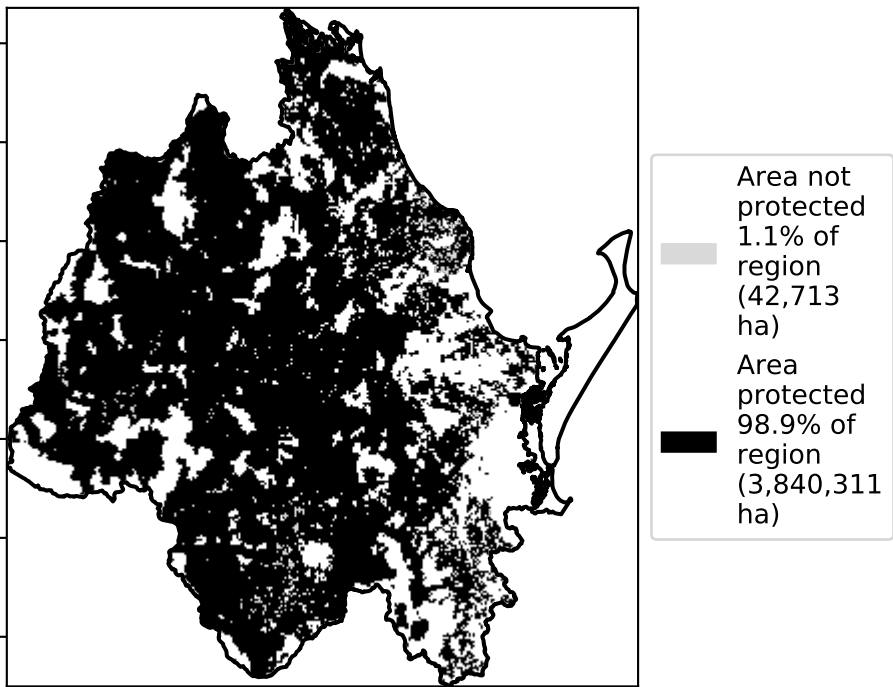 Area not
protected
1.1% of
region
(42,713
ha)
Area
protected
98.9% of
region
(3,840,311
ha)